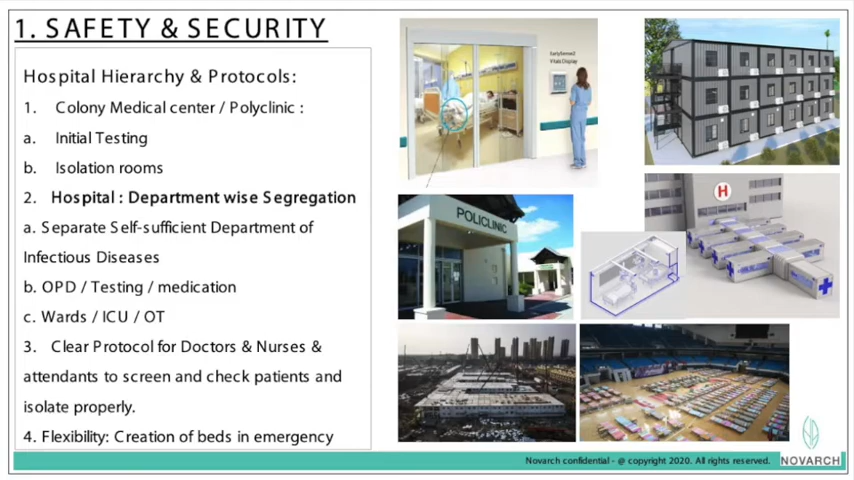 1. SAFETY & SECURITY
Hospital Hierarchy & Protocols:
1. Colony Medical center / Polyclinic :
a. Initial Testing
b. Isolation rooms
2. Hospital : Department wise Segregation
a. Separate Self-sufficient Department of
Infectious Diseases
b. OPD / Testing / medication
c. Wards / ICU / OT
3. Clear Protocol for Doctors & Nurses &
attendants to screen and check patients and
isolate properly.
4. Flexibility: Creation of beds in emergency
Vitals Display
POLICLINIC
H
Novarch confidential - @ copyright 2020. All rights reserved.
NOVARCH